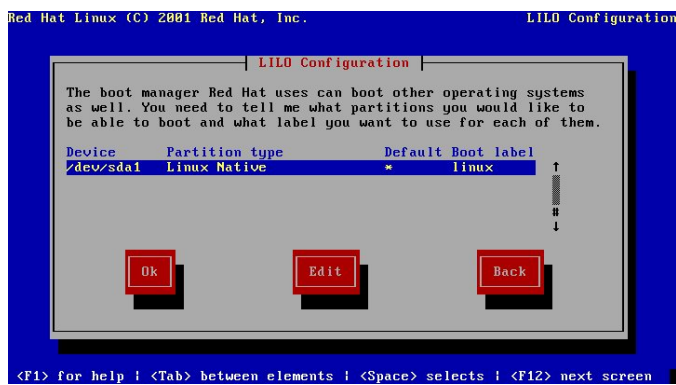 Red Hat Linux (C) 2001 Red Hat, Inc. LILO Configuration
LILO Configuration
The boot manager Red Hat uses can boot other operating systems
as well. You need to tell me what partitions you would like to
be able to boot and what label you want to use for each of them.
Device Partition type Default Boot label
/dev/sda1 Linux Native * linux ↑
#
↓
Ok Edit Back
<F1> for help | <Tab> between elements | <Space> selects | <F12> next screen